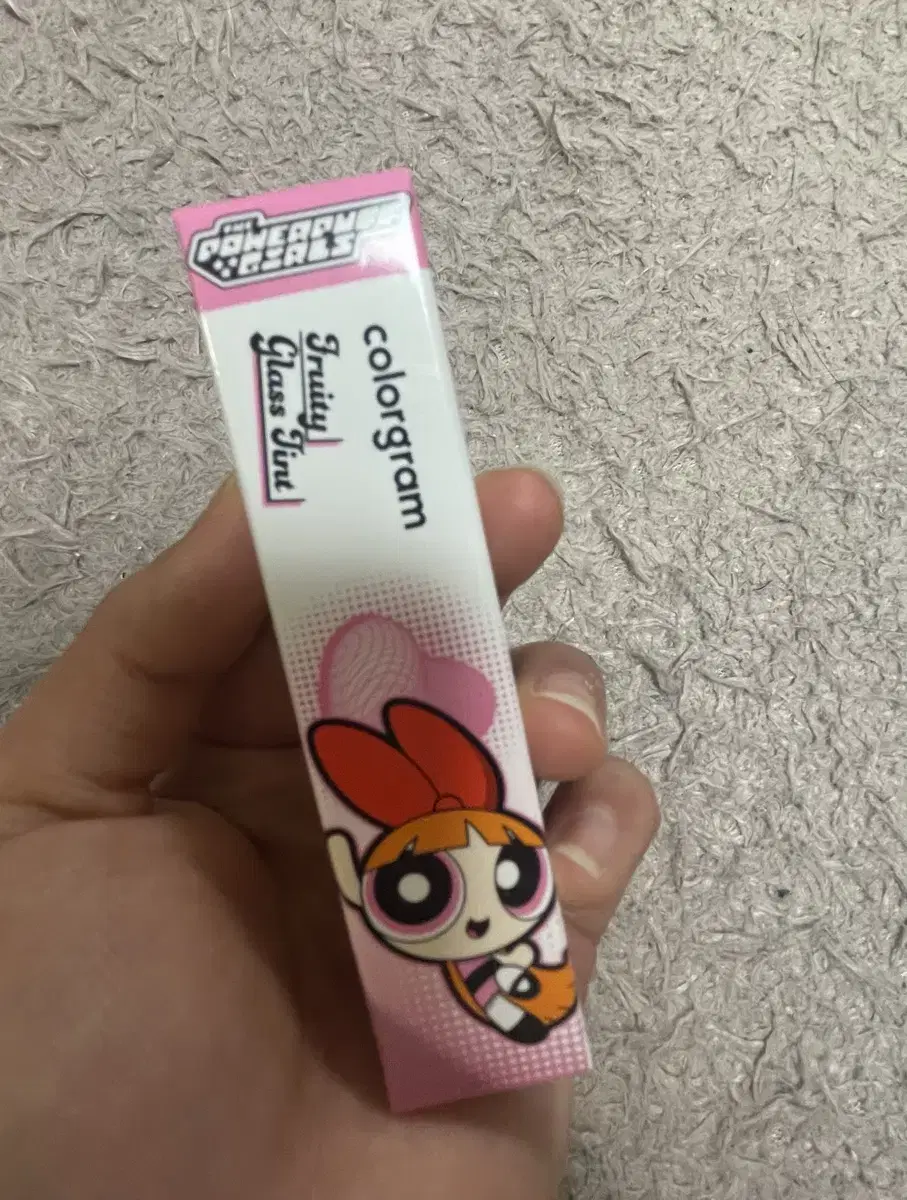 THE
POWERPUFF
GIRLS
colorgram
Fruity
Glass Tint